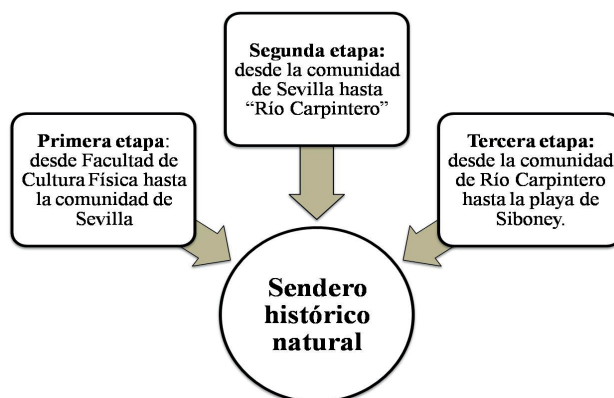 Primera etapa:
desde Facultad de
Cultura Física hasta
la comunidad de
Sevilla
Segunda etapa:
desde la comunidad
de Sevilla hasta
“Río Carpintero”
Tercera etapa:
desde la comunidad
de Río Carpintero
hasta la playa de
Siboney.
Sendero
histórico
natural